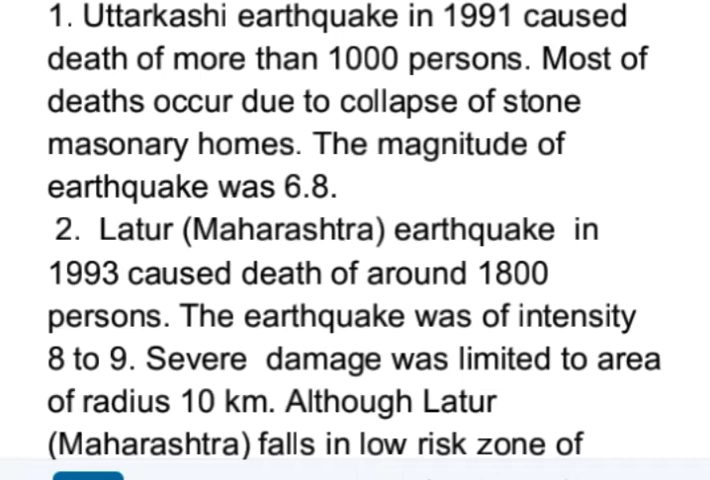 1. Uttarkashi earthquake in 1991 caused
death of more than 1000 persons. Most of
deaths occur due to collapse of stone
masonary homes. The magnitude of
earthquake was 6.8.
2. Latur (Maharashtra) earthquake in
1993 caused death of around 1800
persons. The earthquake was of intensity
8 to 9. Severe damage was limited to area
of radius 10 km. Although Latur
(Maharashtra) falls in low risk zone of